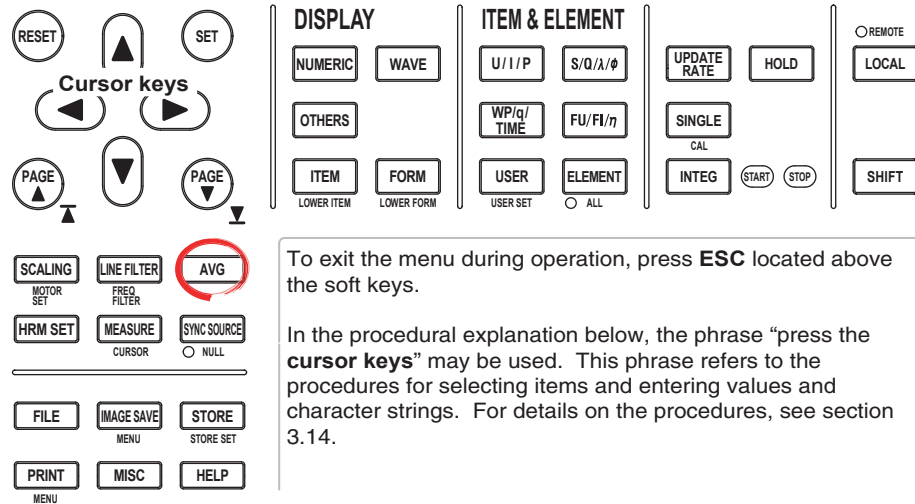 RESET
SET
Cursor keys
PAGE
PAGE
DISPLAY
NUMERIC WAVE
OTHERS
ITEM FORM
LOWER ITEM LOWER FORM
ITEM & ELEMENT
U/I/P S/Q/λ/ø
WP/q/
TIME
FU/FI/η
USER ELEMENT
USER SET ALL
UPDATE
RATE
HOLD
SINGLE
CAL
INTEG START STOP
REMOTE
LOCAL
SHIFT
SCALING LINE FILTER AVG
MOTOR
SET
FREQ
FILTER
HRM SET MEASURE SYNC SOURCE
CURSOR NULL
FILE IMAGE SAVE STORE
MENU STORE SET
PRINT MISC HELP
MENU
To exit the menu during operation, press ESC located above
the soft keys.
In the procedural explanation below, the phrase “press the
cursor keys” may be used. This phrase refers to the
procedures for selecting items and entering values and
character strings. For details on the procedures, see section
3.14.